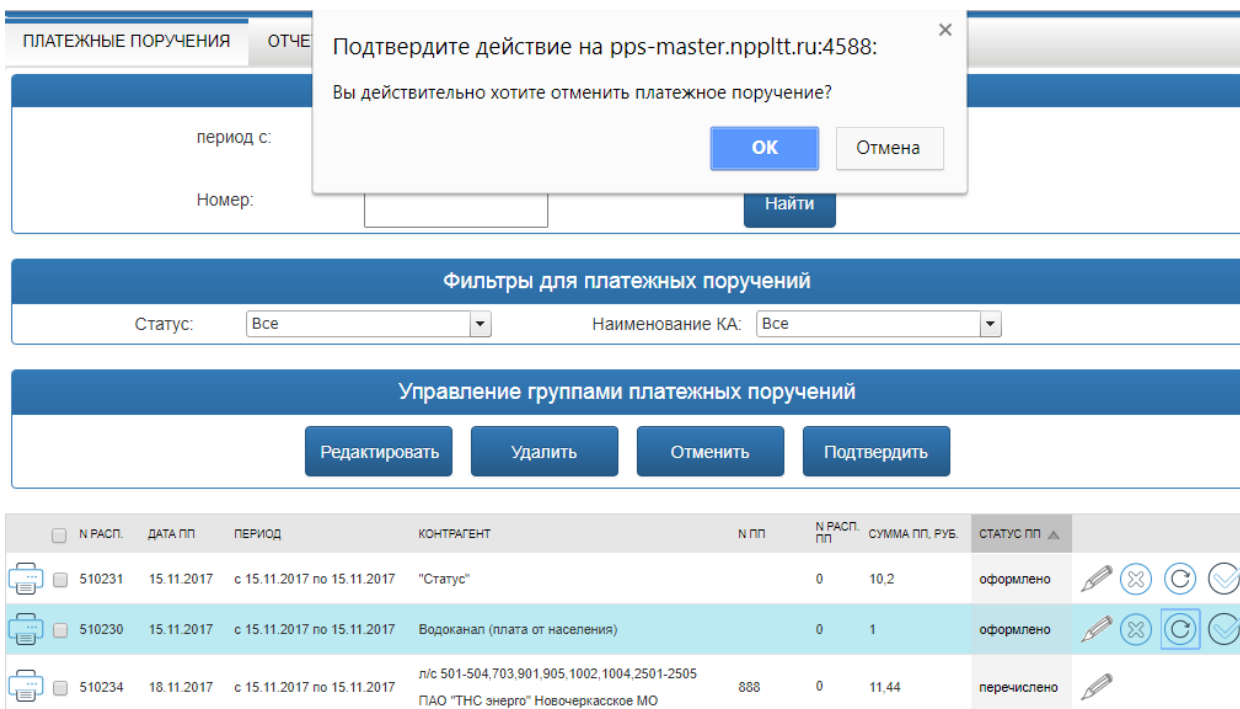 ПЛАТЕЖНЫЕ ПОРУЧЕНИЯ ОТЧЕ
Подтвердите действие на pps-master.nppltt.ru:4588:
Вы действительно хотите отменить платежное поручение?
ОК Отмена
период с:
Номер: Найти
Фильтры для платежных поручений
Статус: Все Наименование КА: Все
Управление группами платежных поручений
Редактировать Удалить Отменить Подтвердить
N РАСП. ДАТА ПП ПЕРИОД КОНТРАГЕНТ N ПП N РАСП. ПП СУММА ПП, РУБ. СТАТУС ПП
510231 15.11.2017 с 15.11.2017 по 15.11.2017 "Статус" 0 10,2 оформлено
510230 15.11.2017 с 15.11.2017 по 15.11.2017 Водоканал (плата от населения) 0 1 оформлено
л/с 501-504,703,901,905,1002,1004,2501-2505
510234 18.11.2017 с 15.11.2017 по 15.11.2017 888 0 11,44 перечислено
ПАО "ТНС энерго" Новочеркасское МО